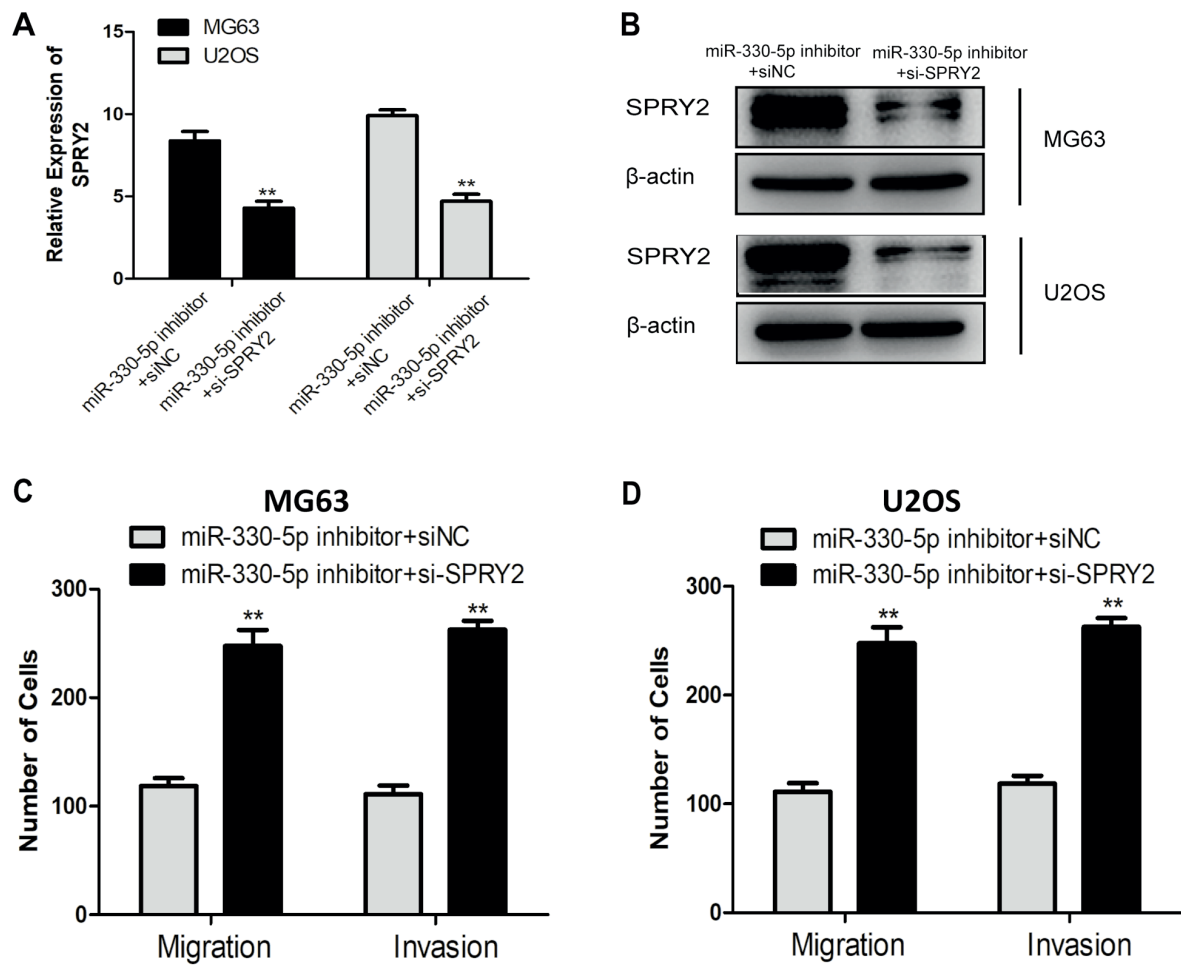 A
MG63
U2OS
Relative Expression of
SPRY2
15
10
5
0
**
**
miR-330-5p inhibitor
+siNC
miR-330-5p inhibitor
+si-SPRY2
miR-330-5p inhibitor
+siNC
miR-330-5p inhibitor
+si-SPRY2
B
miR-330-5p inhibitor
+siNC
miR-330-5p inhibitor
+si-SPRY2
SPRY2
β-actin
MG63
SPRY2
β-actin
U2OS
C
MG63
miR-330-5p inhibitor+siNC
miR-330-5p inhibitor+si-SPRY2
Number of Cells
300
200
100
0
**
**
Migration
Invasion
D
U2OS
miR-330-5p inhibitor+siNC
miR-330-5p inhibitor+si-SPRY2
Number of Cells
300
200
100
0
**
**
Migration
Invasion